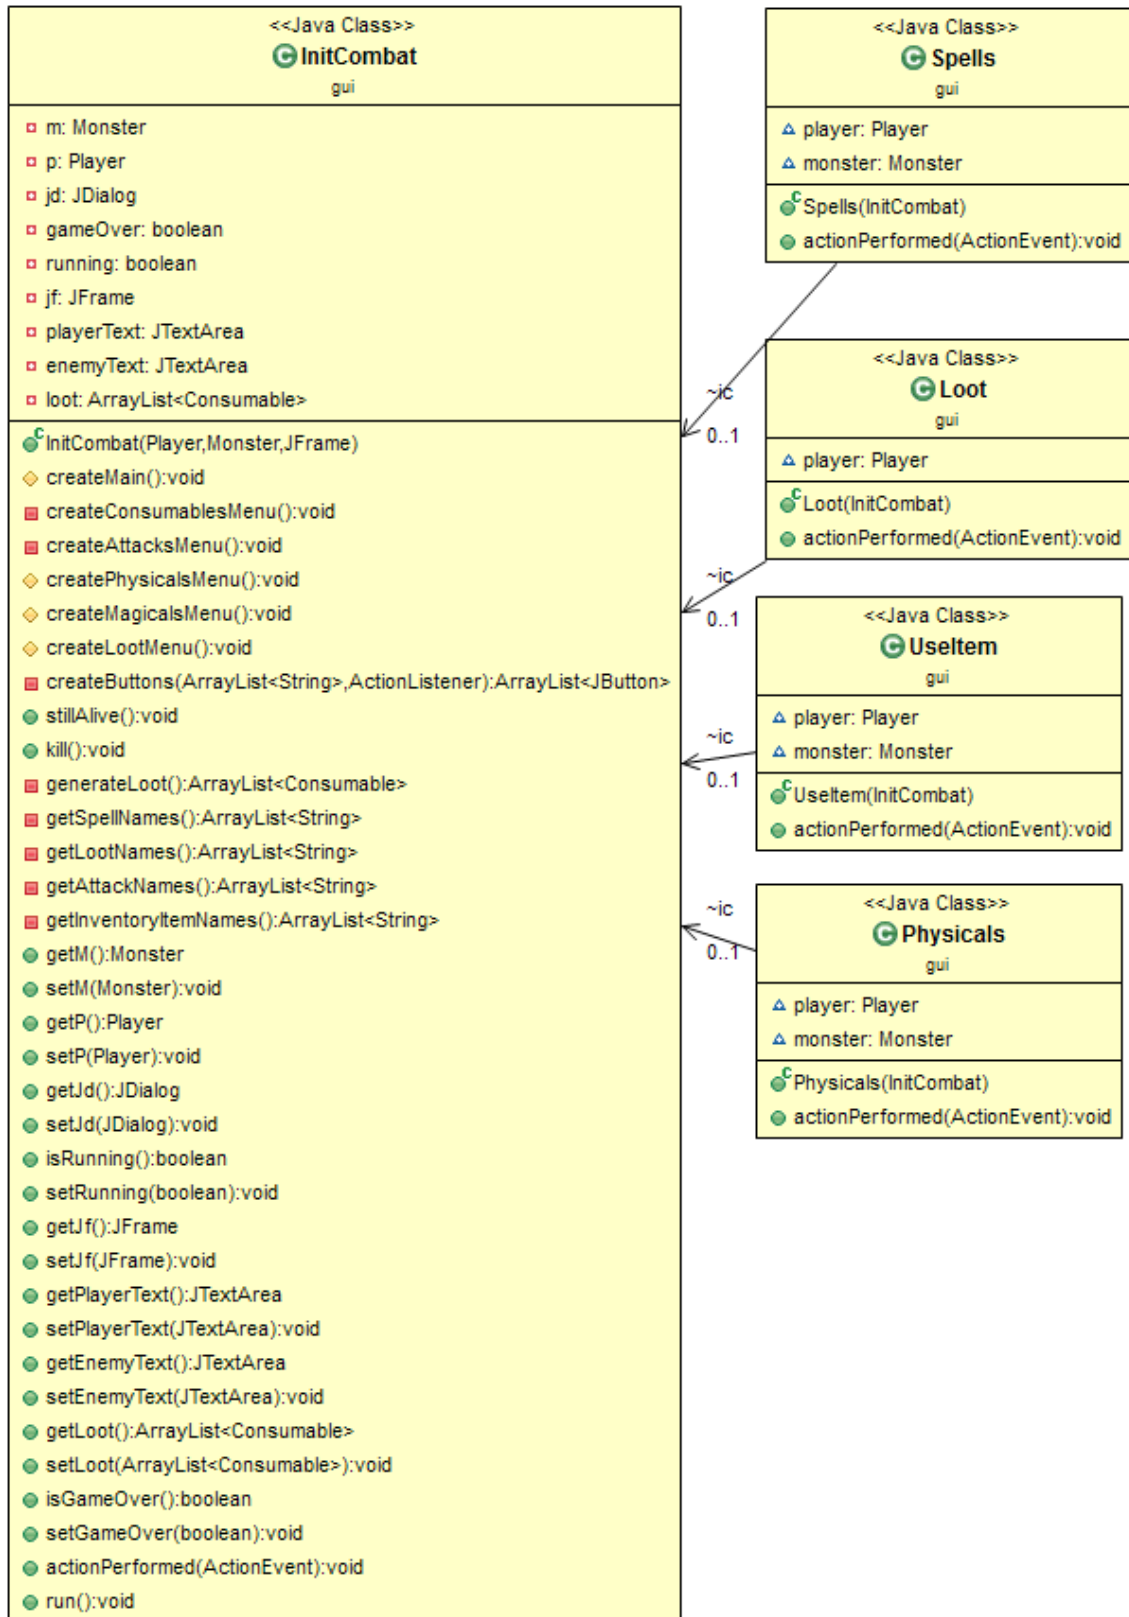 <<Java Class>>
InitCombat
gui
m: Monster
p: Player
jd: JDialog
gameOver: boolean
running: boolean
jf: JFrame
playerText: JTextArea
enemyText: JTextArea
loot: ArrayList<Consumable>
InitCombat(Player,Monster,JFrame)
createMain():void
createConsumablesMenu():void
createAttacksMenu():void
createPhysicalsMenu():void
createMagicalsMenu():void
createLootMenu():void
createButtons(ArrayList<String>,ActionListener):ArrayList<JButton>
stillAlive():void
kill():void
generateLoot():ArrayList<Consumable>
getSpellNames():ArrayList<String>
getLootNames():ArrayList<String>
getAttackNames():ArrayList<String>
getInventoryItemNames():ArrayList<String>
getM():Monster
setM(Monster):void
getP():Player
setP(Player):void
getJd():JDialog
setJd(JDialog):void
isRunning():boolean
setRunning(boolean):void
getJf():JFrame
setJf(JFrame):void
getPlayerText():JTextArea
setPlayerText(JTextArea):void
getEnemyText():JTextArea
setEnemyText(JTextArea):void
getLoot():ArrayList<Consumable>
setLoot(ArrayList<Consumable>):void
isGameOver():boolean
setGameOver(boolean):void
actionPerformed(ActionEvent):void
run():void
<<Java Class>>
Spells
gui
player: Player
monster: Monster
Spells(InitCombat)
actionPerformed(ActionEvent):void
~ic
0..1
<<Java Class>>
Loot
gui
player: Player
Loot(InitCombat)
actionPerformed(ActionEvent):void
~ic
0..1
<<Java Class>>
UseItem
gui
player: Player
monster: Monster
UseItem(InitCombat)
actionPerformed(ActionEvent):void
~ic
0..1
<<Java Class>>
Physicals
gui
player: Player
monster: Monster
Physicals(InitCombat)
actionPerformed(ActionEvent):void
~ic
0..1